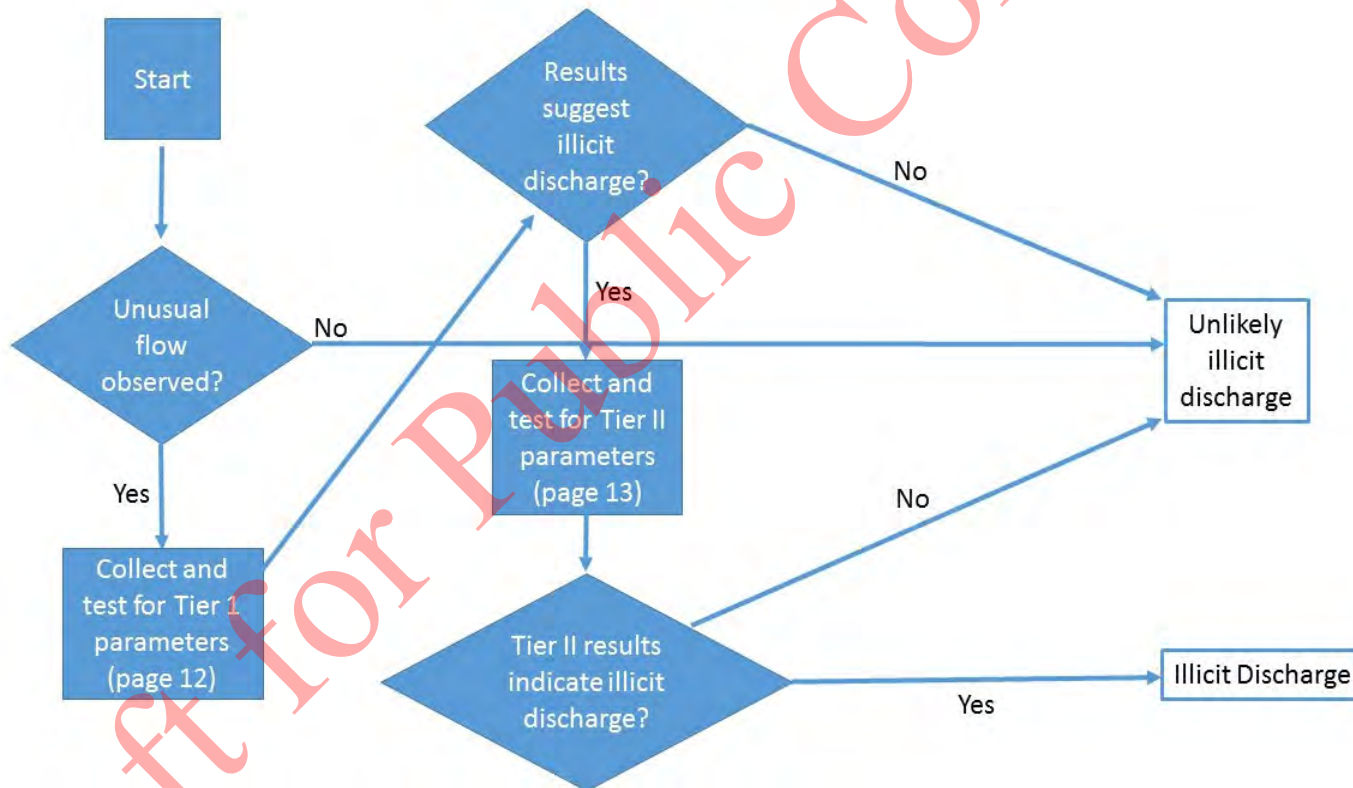 Start
Unusual
flow
observed?
No
Yes
Collect and
test for Tier 1
parameters
(page 12)
Results
suggest
illicit
discharge?
No
Yes
Collect and
test for Tier II
parameters
(page 13)
Tier II results
indicate illicit
discharge?
No
Yes
Unlikely
illicit
discharge
Illicit Discharge
ft for Public Co